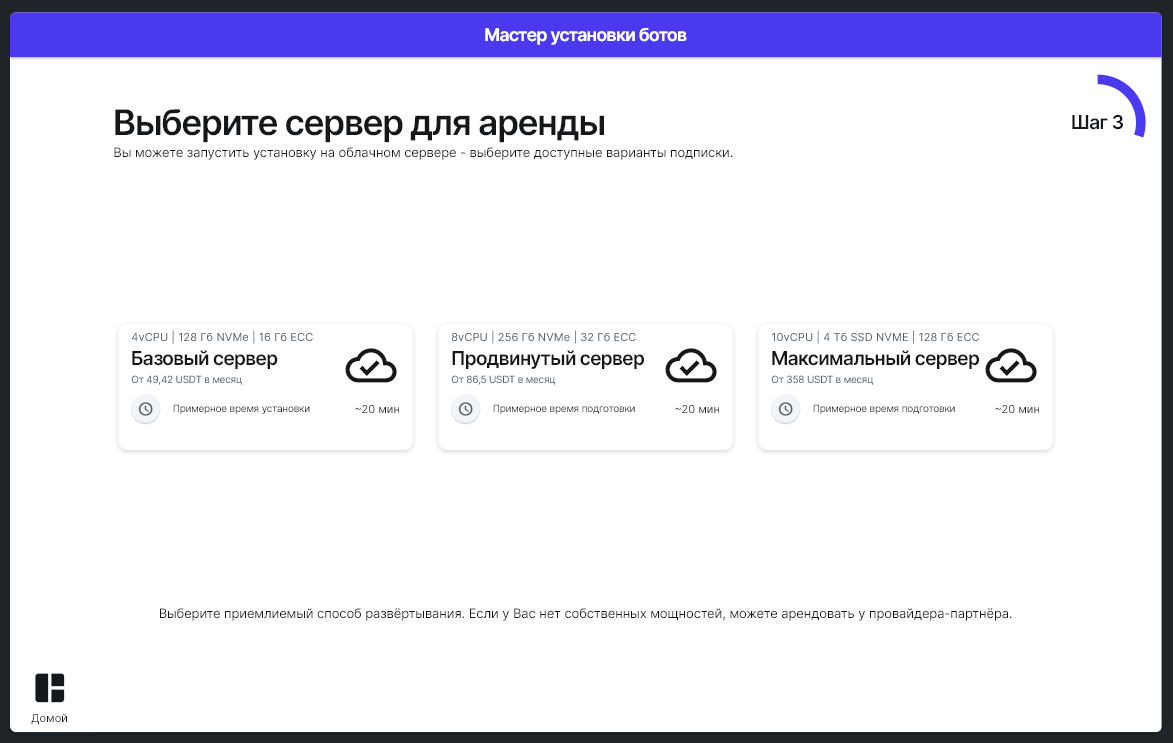 Мастер установки ботов
Выберите сервер для аренды
Шаг 3
Вы можете запустить установку на облачном сервере - выберите доступные варианты подписки.
4vCPU | 128 Гб NVMe | 16 Гб ECC
Базовый сервер
От 49,42 USDT в месяц
Примерное время установки ~20 мин
8vCPU | 256 Гб NVMe | 32 Гб ECC
Продвинутый сервер
От 86,5 USDT в месяц
Примерное время подготовки ~20 мин
10vCPU | 4 Тб SSD NVME | 128 Гб ECC
Максимальный сервер
От 358 USDT в месяц
Примерное время подготовки ~20 мин
Выберите приемлиемый способ развёртывания. Если у Вас нет собственных мощностей, можете арендовать у провайдера-партнёра.
Домой